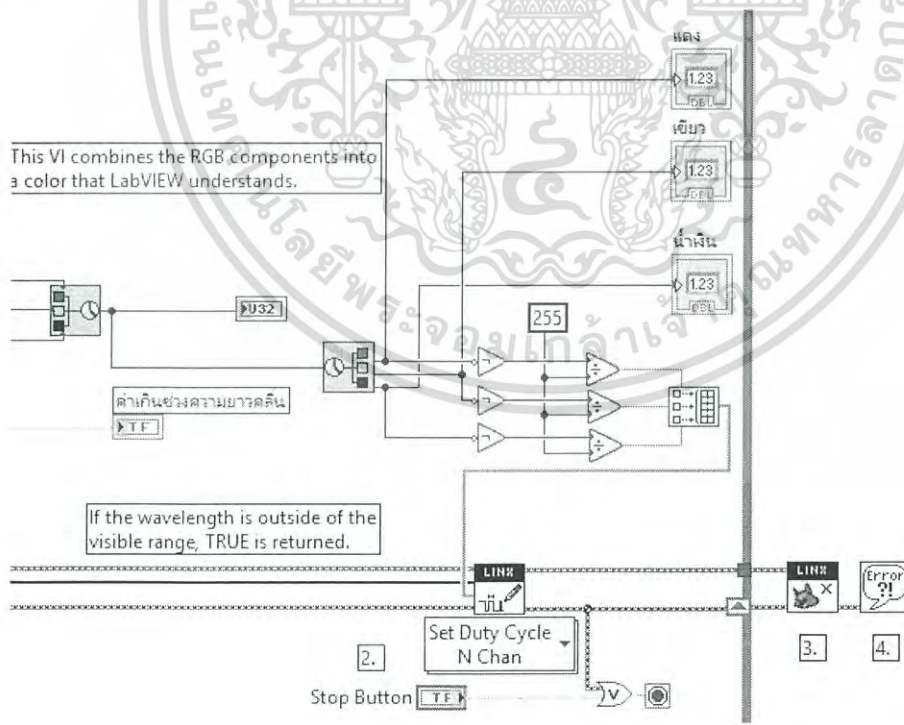 แดง
1.23
DBL
เขียว
1.23
DBL
น้ำเงิน
1.23
DBL
This VI combines the RGB components into
a color that LabVIEW understands.
U32
255
ค่าเกินช่วงความยาวคลื่น
TF
If the wavelength is outside of the
visible range, TRUE is returned.
LINX
LINX
Error
?!
Set Duty Cycle
N Chan
2.
3.
4.
Stop Button TF
V